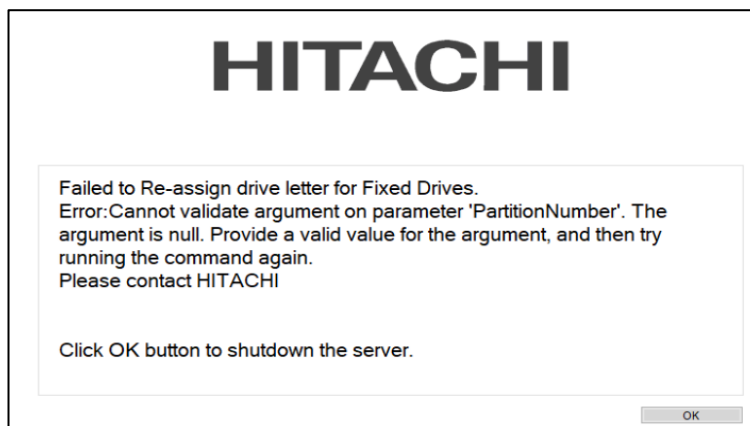 HITACHI
Failed to Re-assign drive letter for Fixed Drives.
Error:Cannot validate argument on parameter 'PartitionNumber'. The
argument is null. Provide a valid value for the argument, and then try
running the command again.
Please contact HITACHI
Click OK button to shutdown the server.
OK